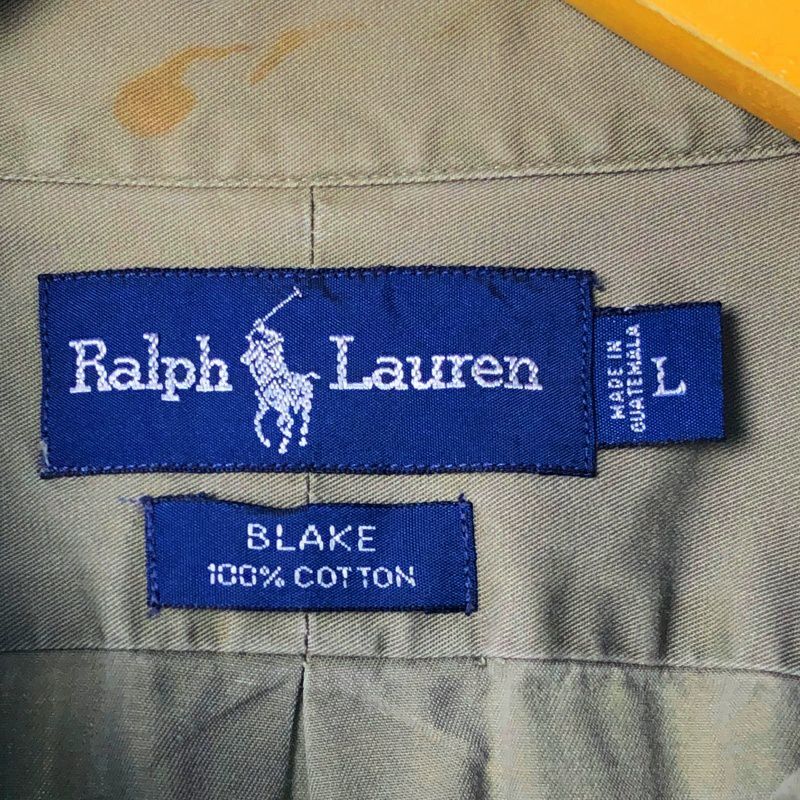 Ralph Lauren
MADE IN
GUATEMALA
L
BLAKE
100% COTTON